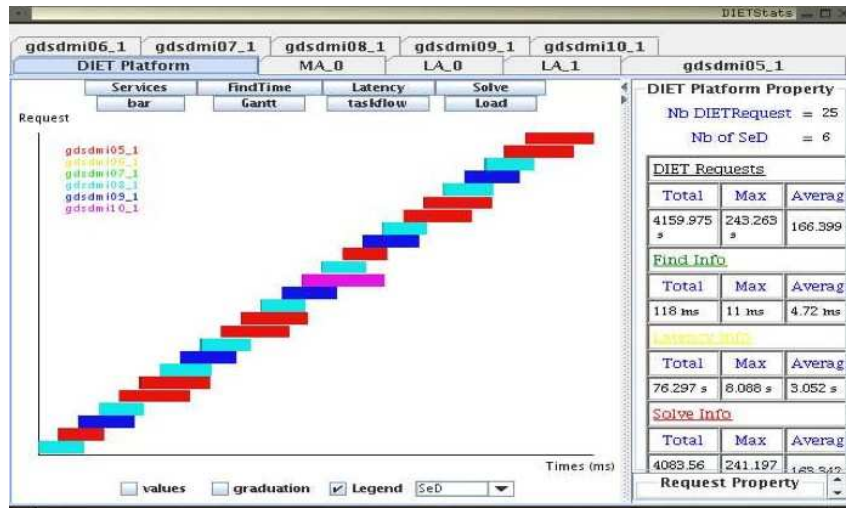 DIETStats
gdsdmi06_1 gdsdmi07_1 gdsdmi08_1 gdsdmi09_1 gdsdmi10_1
DIET Platform MA_0 LA_0 LA_1 gdsdmi05_1
Services FindTime Latency Solve
bar Gantt taskflow Load
Request
gdsdmi05_1
gdsdmi06_1
gdsdmi07_1
gdsdmi08_1
gdsdmi09_1
gdsdmi10_1
Times (ms)
values graduation Legend SeD
DIET Platform Property
Nb DIETRequest = 25
Nb of SeD = 6
DIET Requests
Total Max Averag
4159.975 s 243.263 s 166.399
Find Info
Total Max Averag
118 ms 11 ms 4.72 ms
Latency Info
Total Max Averag
76.297 s 8.088 s 3.052 s
Solve Info
Total Max Averag
4083.56 241.197
Request Property